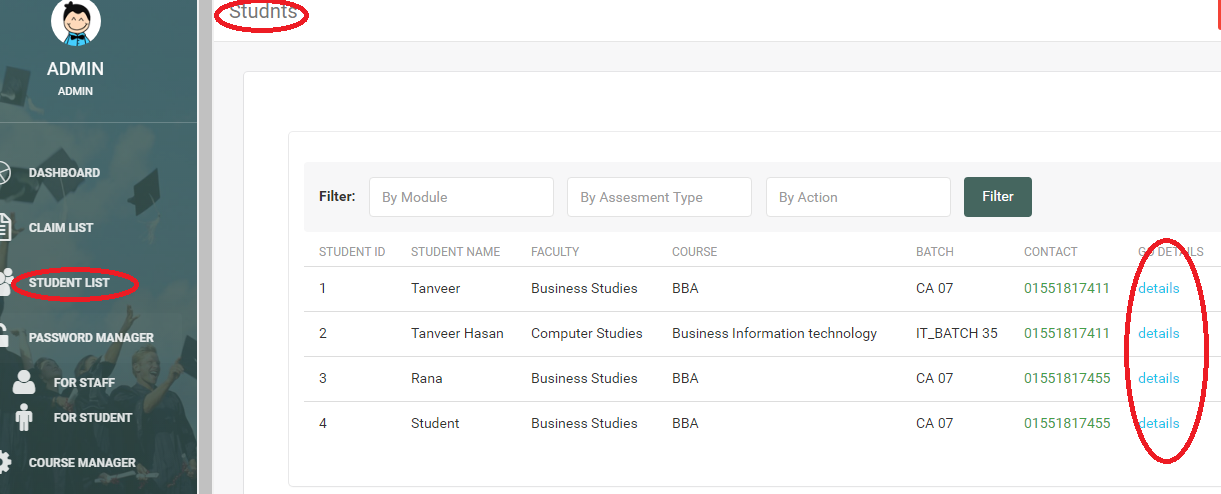 Studnts
ADMIN
ADMIN
DASHBOARD
CLAIM LIST
STUDENT LIST
PASSWORD MANAGER
FOR STAFF
FOR STUDENT
COURSE MANAGER
Filter: By Module By Assesment Type By Action Filter
STUDENT ID STUDENT NAME FACULTY COURSE BATCH CONTACT GO DETAILS
1 Tanveer Business Studies BBA CA 07 01551817411 details
2 Tanveer Hasan Computer Studies Business Information technology IT_BATCH 35 01551817411 details
3 Rana Business Studies BBA CA 07 01551817455 details
4 Student Business Studies BBA CA 07 01551817455 details